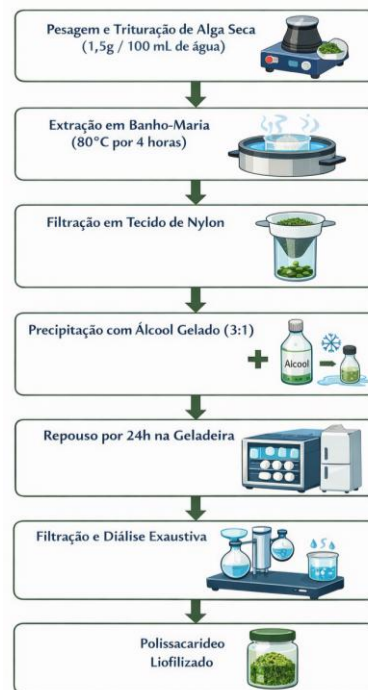 Pesagem e Trituração de Alga Seca
(1,5g / 100 mL de água)
Extração em Banho-Maria
(80°C por 4 horas)
Filtração em Tecido de Nylon
Precipitação com Álcool Gelado (3:1)
+
Alcool
Repouso por 24h na Geladeira
Filtração e Diálise Exaustiva
Polissacarídeo
Liofilizado